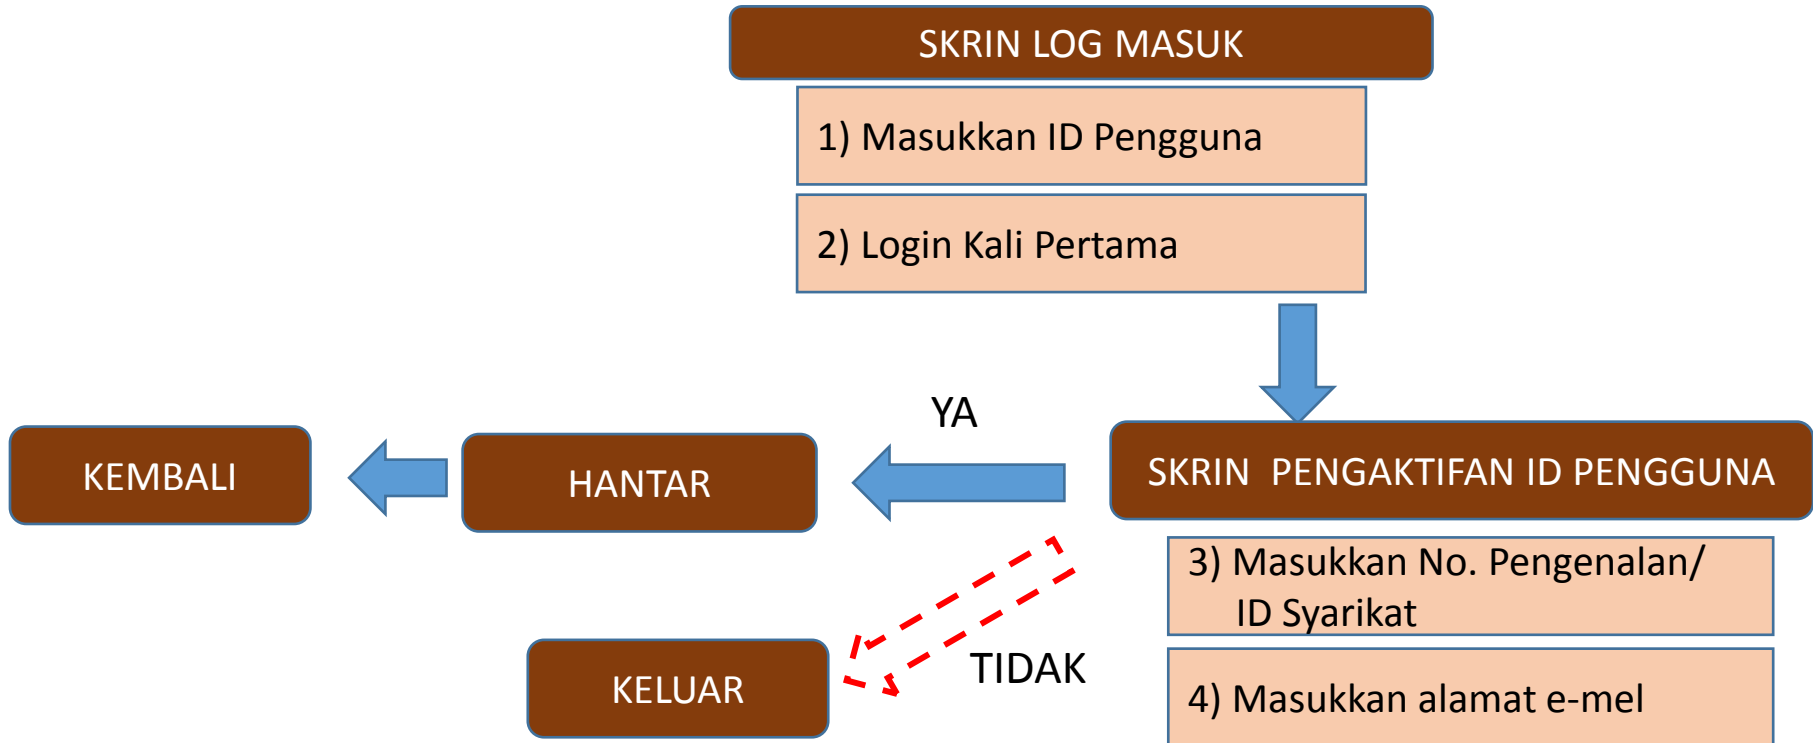 SKRIN LOG MASUK
1) Masukkan ID Pengguna
2) Login Kali Pertama
YA
KEMBALI
HANTAR
SKRIN PENGAKTIFAN ID PENGGUNA
3) Masukkan No. Pengenalan/
ID Syarikat
TIDAK
KELUAR
4) Masukkan alamat e-mel